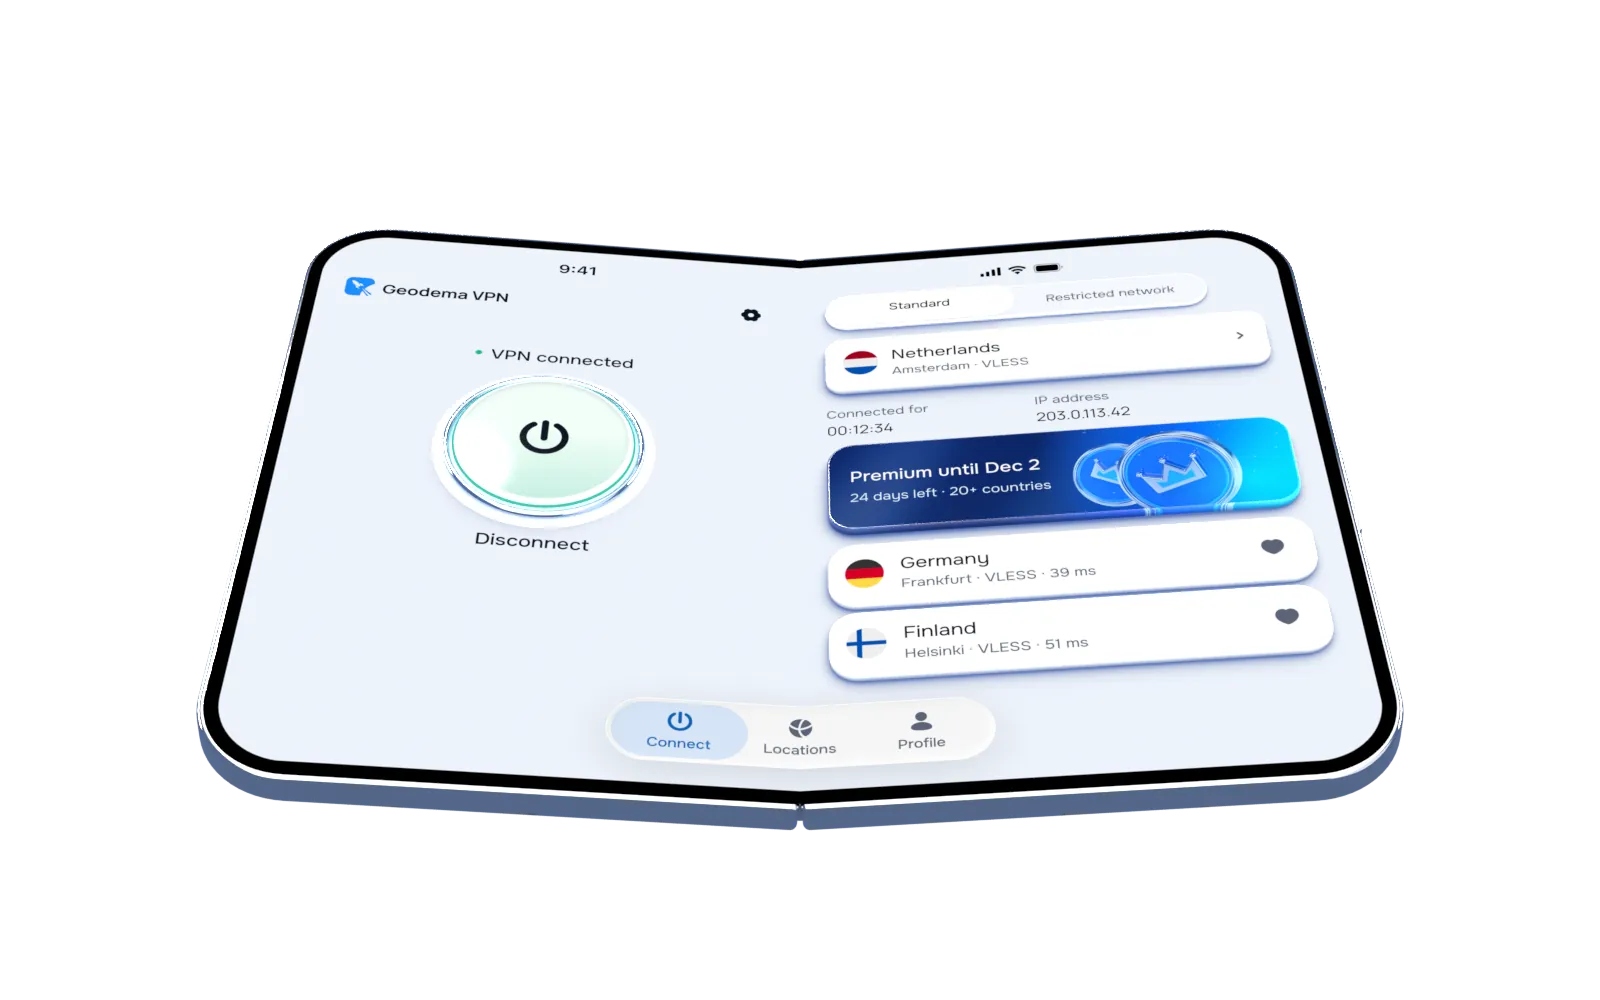 9:41
Geodema VPN
VPN connected
Disconnect
Standard
Restricted network
Netherlands
Amsterdam · VLESS
Connected for
00:12:34
IP address
203.0.113.42
Premium until Dec 2
24 days left · 20+ countries
Germany
Frankfurt · VLESS · 39 ms
Finland
Helsinki · VLESS · 51 ms
Connect
Locations
Profile